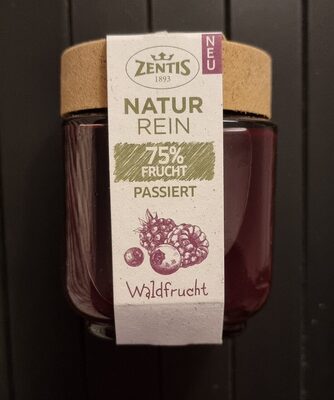 ZENTIS
1893
NEU
NATUR
REIN
75%
FRUCHT
PASSIERT
Waldfrucht